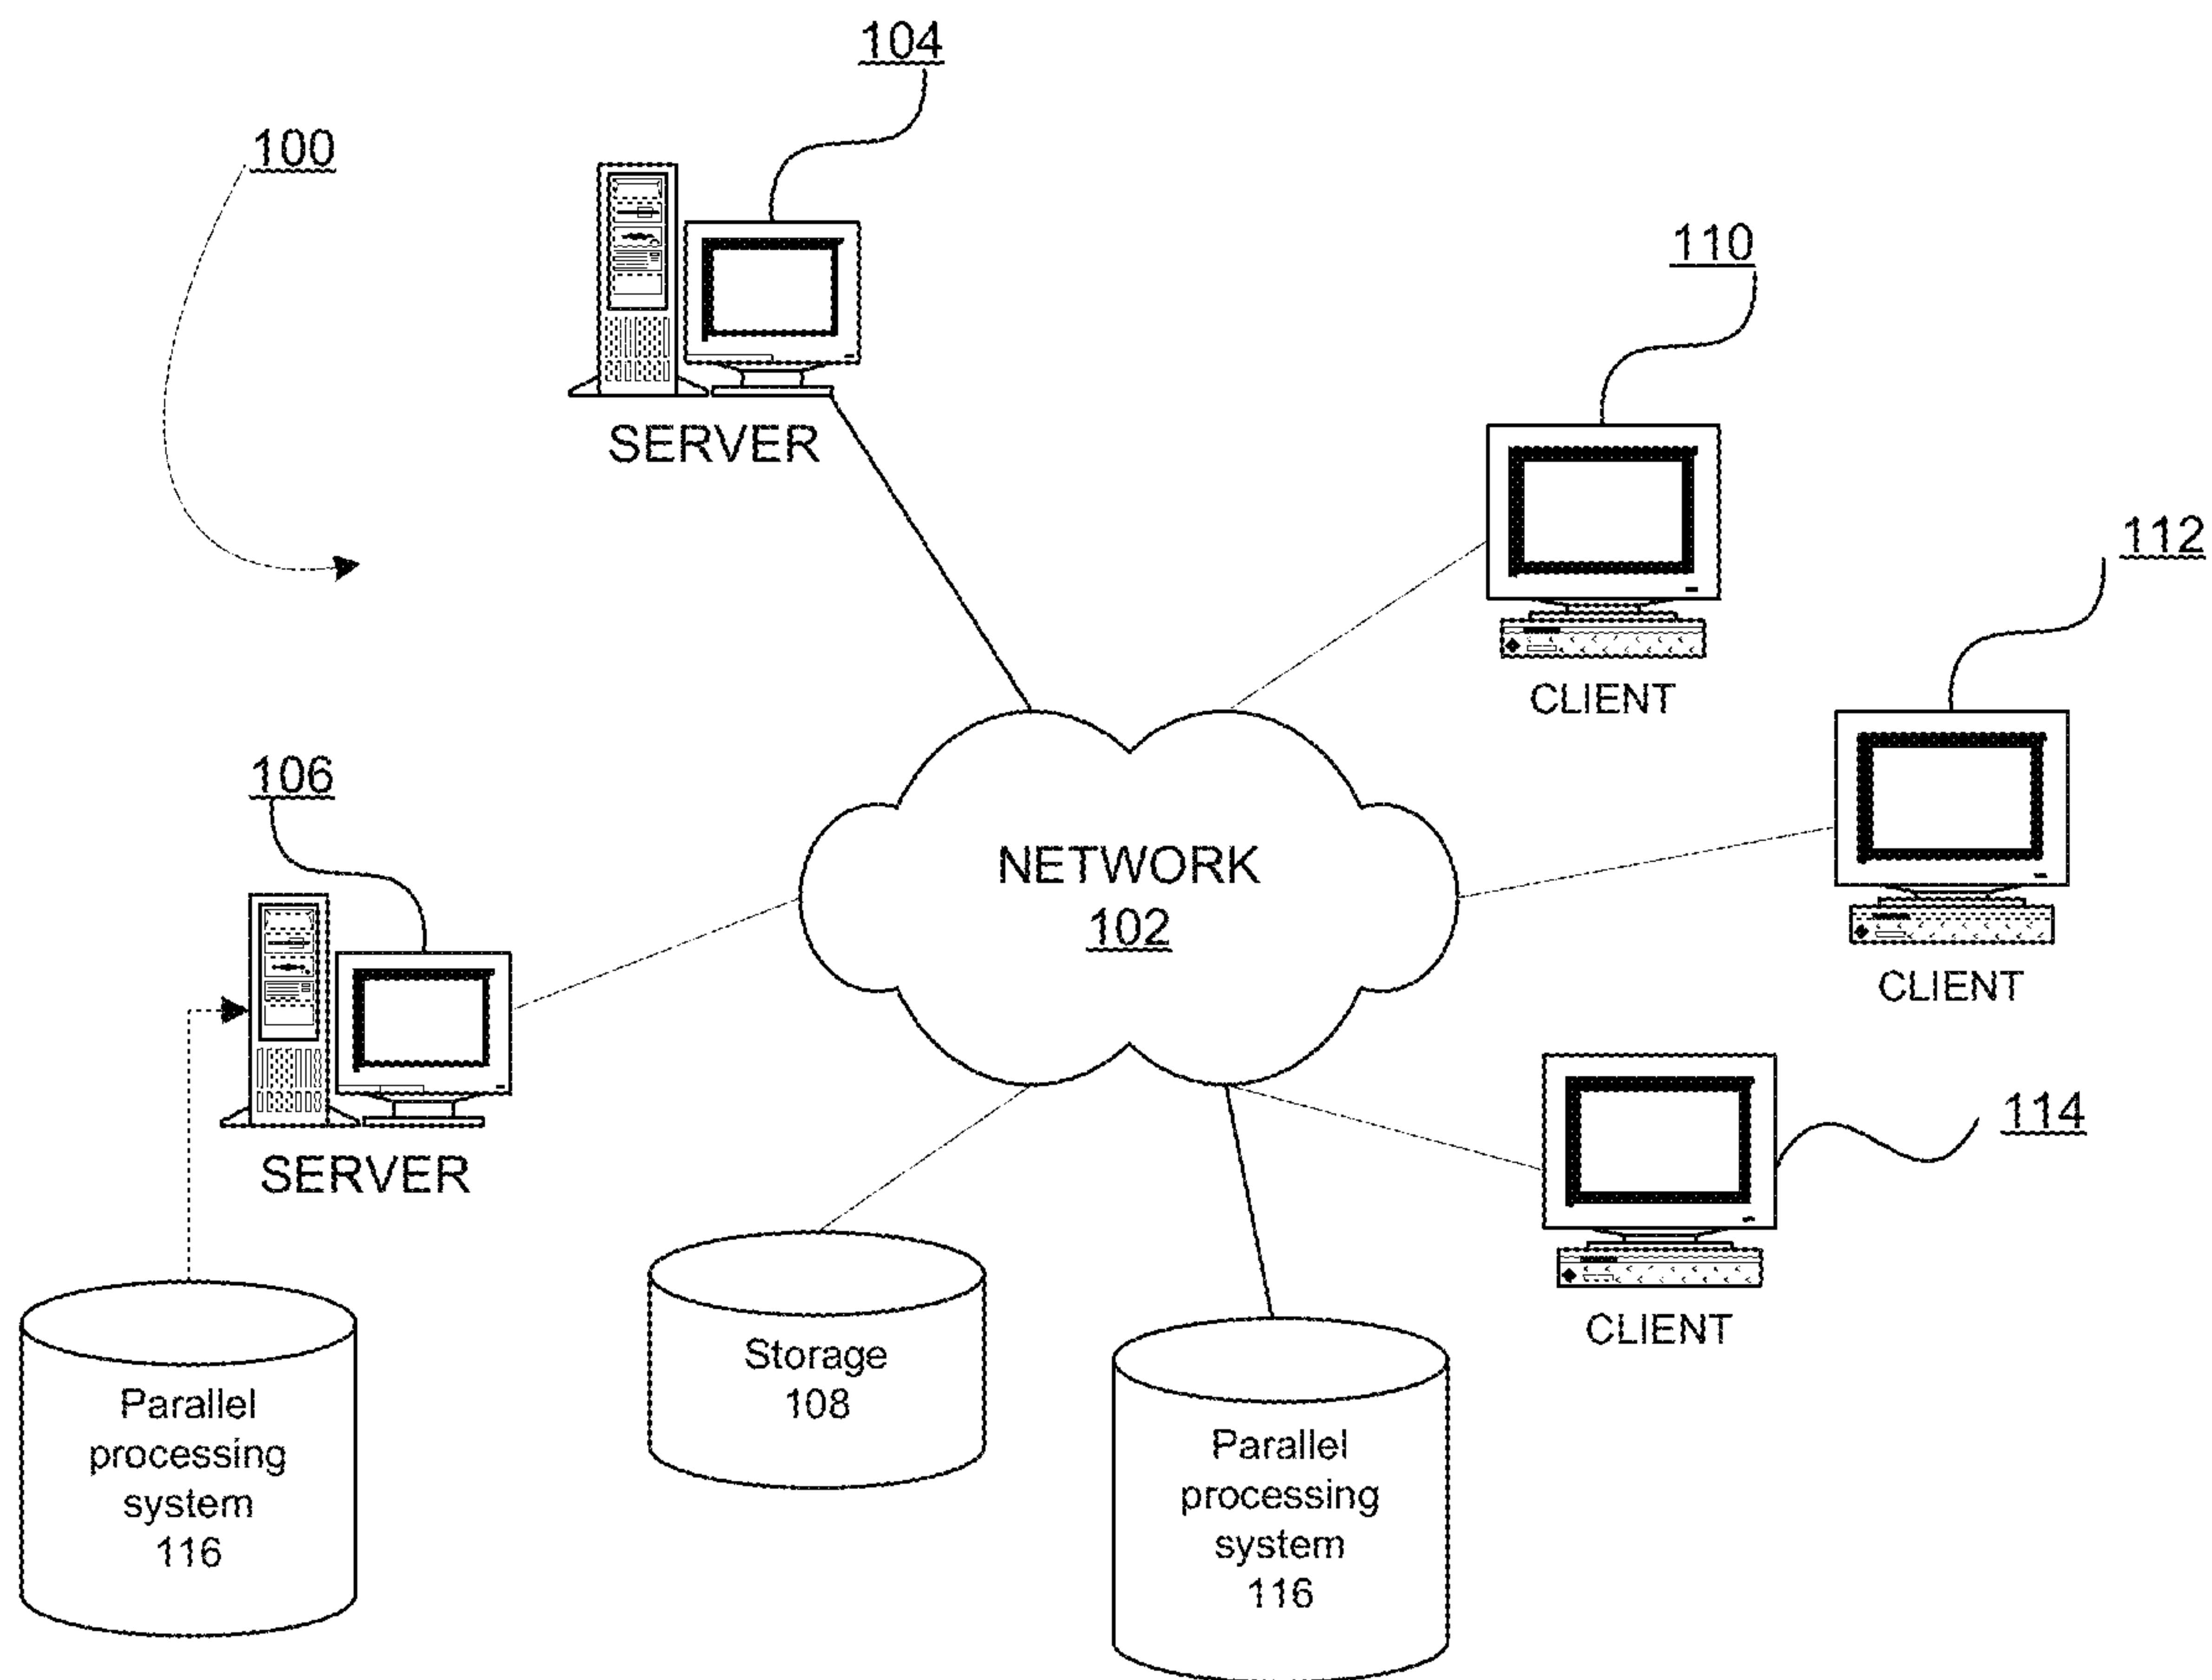 104
100
SERVER
110
CLIENT
112
CLIENT
106
SERVER
NETWORK
102
114
CLIENT
Storage
108
Parallel
processing
system
116
Parallel
processing
system
116